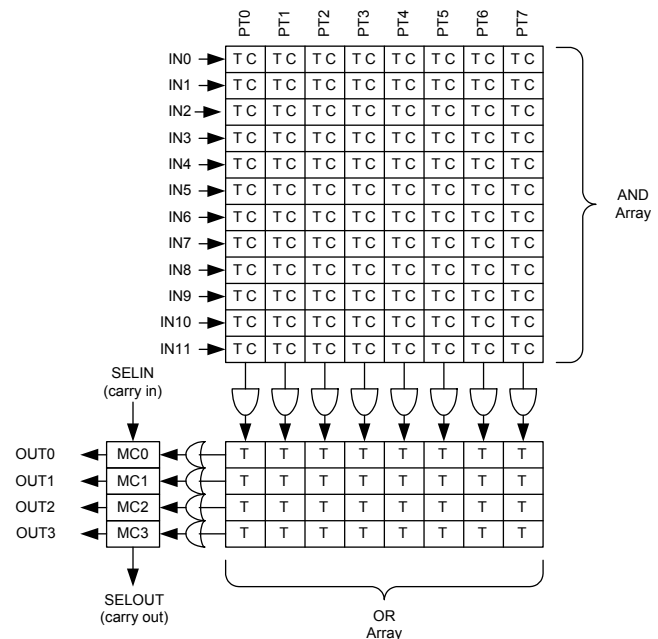 PT0 PT1 PT2 PT3 PT4 PT5 PT6 PT7
IN0 T C T C T C T C T C T C T C T C
IN1 T C T C T C T C T C T C T C T C
IN2 T C T C T C T C T C T C T C T C
IN3 T C T C T C T C T C T C T C T C
IN4 T C T C T C T C T C T C T C T C
IN5 T C T C T C T C T C T C T C T C
IN6 T C T C T C T C T C T C T C T C
IN7 T C T C T C T C T C T C T C T C
IN8 T C T C T C T C T C T C T C T C
IN9 T C T C T C T C T C T C T C T C
IN10 T C T C T C T C T C T C T C T C
IN11 T C T C T C T C T C T C T C T C
AND
Array
SELIN
(carry in)
OUT0 MC0 T T T T T T T T
OUT1 MC1 T T T T T T T T
OUT2 MC2 T T T T T T T T
OUT3 MC3 T T T T T T T T
SELOUT
(carry out)
OR
Array